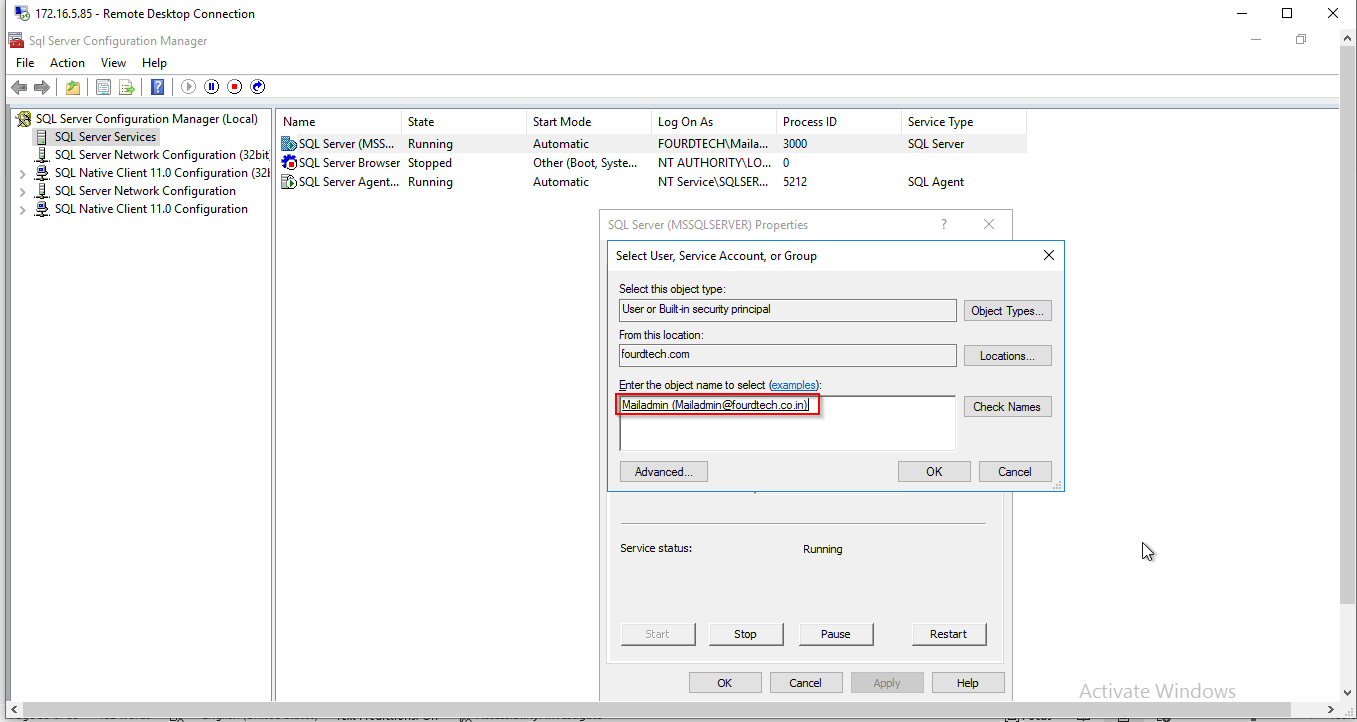 172.16.5.85 - Remote Desktop Connection
Sql Server Configuration Manager
File Action View Help
SQL Server Configuration Manager (Local)
SQL Server Services
SQL Server Network Configuration (32bit
SQL Native Client 11.0 Configuration (32b
SQL Server Network Configuration
SQL Native Client 11.0 Configuration
Name State Start Mode Log On As Process ID Service Type
SQL Server (MSS... Running Automatic FOURDTECH\Maila... 3000 SQL Server
SQL Server Browser Stopped Other (Boot, Syste... NT AUTHORITY\LO... 0
SQL Server Agent... Running Automatic NT Service\SQLSER... 5212 SQL Agent
SQL Server (MSSQLSERVER) Properties ?
Select User, Service Account, or Group
Select this object type:
User or Built-in security principal Object Types...
From this location:
fourdtech.com Locations...
Enter the object name to select (examples):
Mailadmin (Mailadmin@fourdtech.co.in) Check Names
Advanced... OK Cancel
Service status: Running
Start Stop Pause Restart
OK Cancel Apply Help
Activate Windows